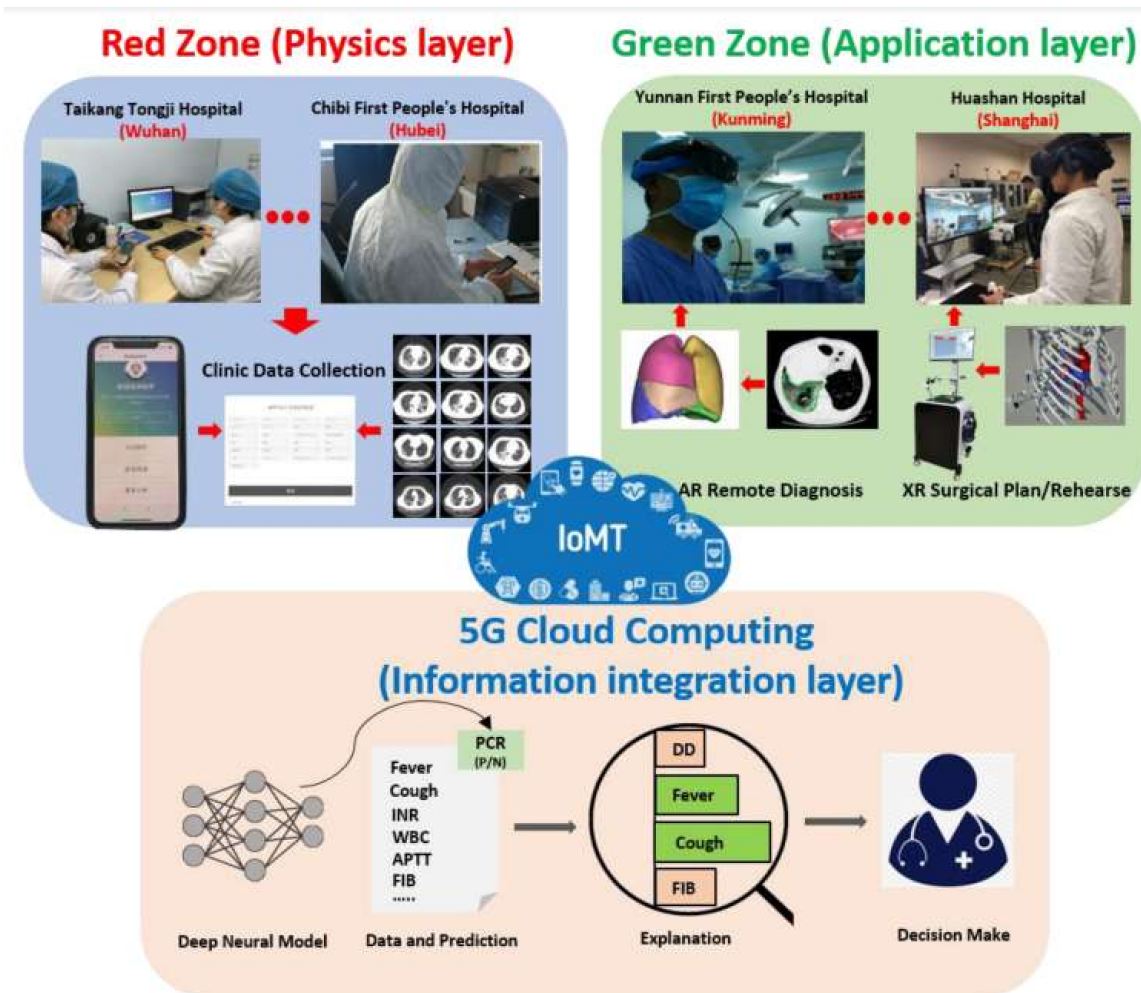 Red Zone (Physics layer)
Green Zone (Application layer)
Taikang Tongji Hospital
(Wuhan)
Chibi First People's Hospital
(Hubei)
Yunnan First People's Hospital
(Kunming)
Huashan Hospital
(Shanghai)
Clinic Data Collection
AR Remote Diagnosis
XR Surgical Plan/Rehearse
IoMT
5G Cloud Computing
(Information integration layer)
PCR
(P/N)
Fever
Cough
INR
WBC
APTT
FIB
.....
DD
Fever
Cough
FIB
Deep Neural Model
Data and Prediction
Explanation
Decision Make